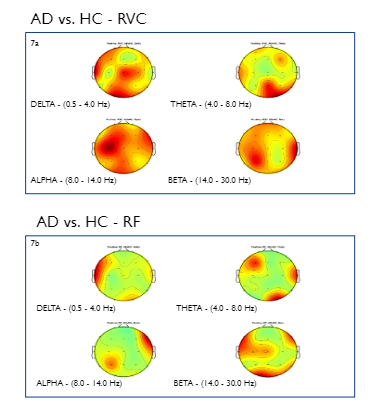 AD vs. HC - RVC
7a
DELTA - (0.5 - 4.0 Hz) THETA - (4.0 - 8.0 Hz)
ALPHA - (8.0 - 14.0 Hz) BETA - (14.0 - 30.0 Hz)
AD vs. HC - RF
7b
DELTA - (0.5 - 4.0 Hz) THETA - (4.0 - 8.0 Hz)
ALPHA - (8.0 - 14.0 Hz) BETA - (14.0 - 30.0 Hz)